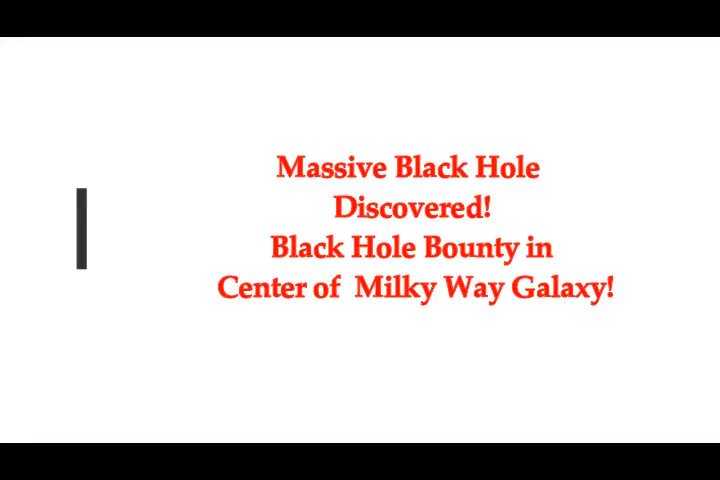 Massive Black Hole
Discovered!
Black Hole Bounty in
Center of  Milky Way Galaxy!